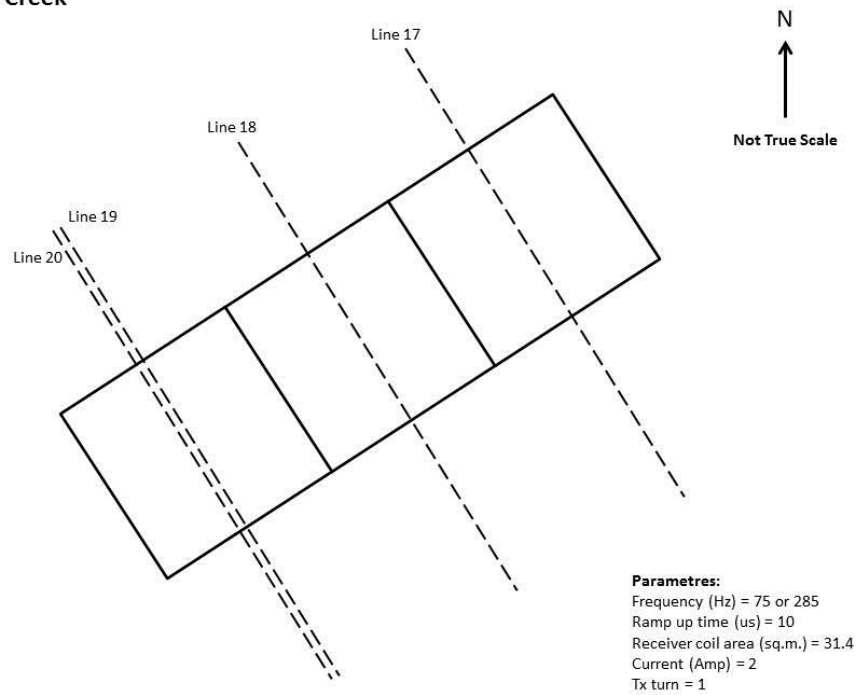 Creek
N
Line 17
Not True Scale
Line 18
Line 19
Line 20
Parametres:
Frequency (Hz) = 75 or 285
Ramp up time (us) = 10
Receiver coil area (sq.m.) = 31.4
Current (Amp) = 2
Tx turn = 1